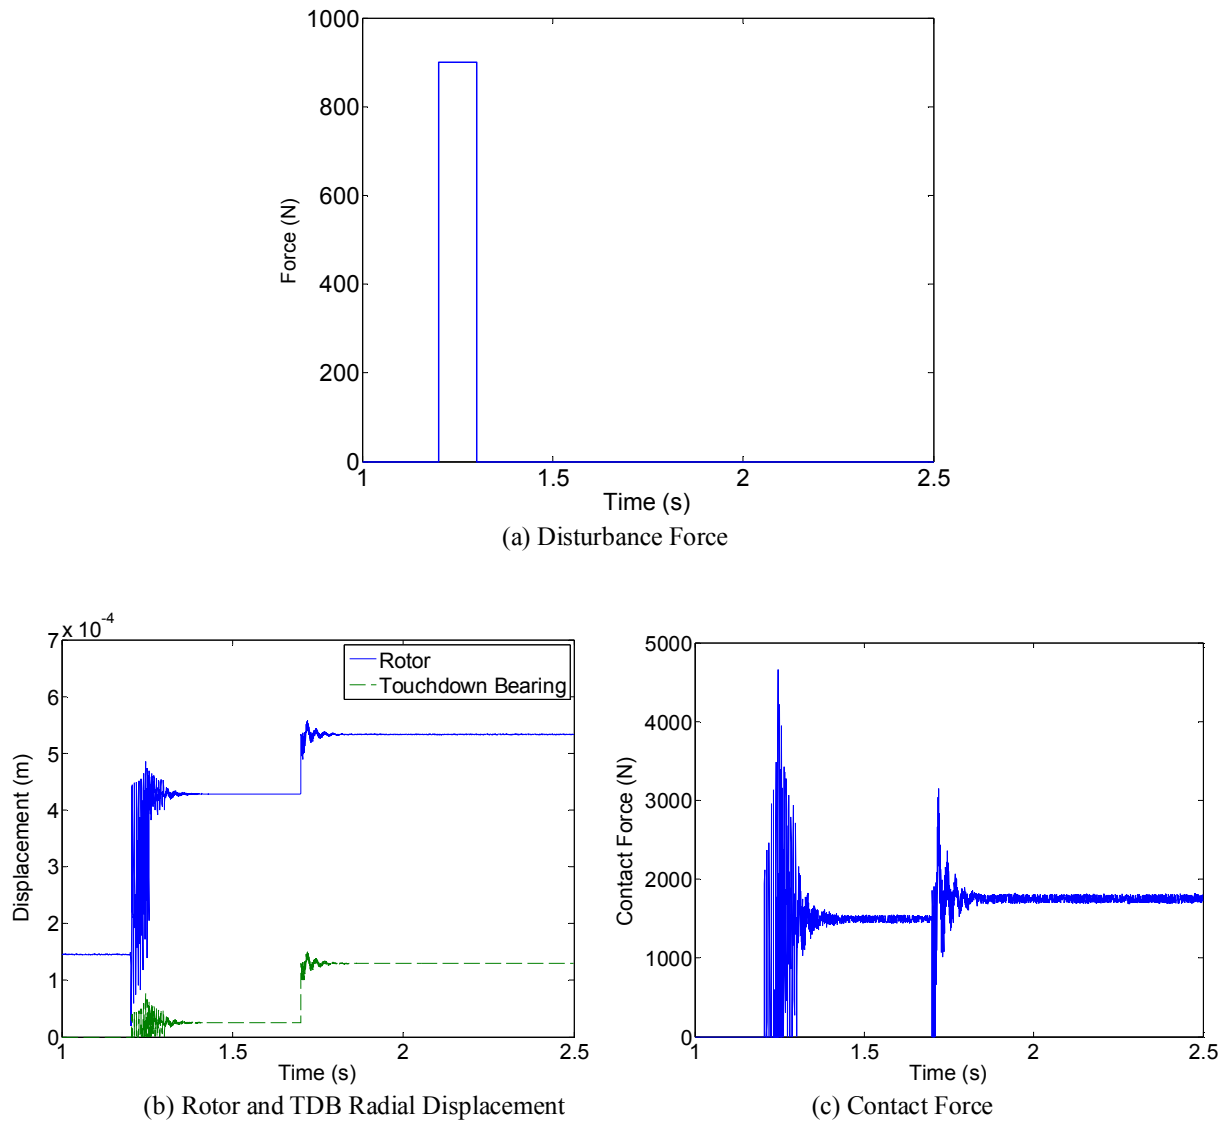 1000
800
600
400
200
0
Force (N)
1 1.5 2 2.5
Time (s)
(a) Disturbance Force
7 x 10-4
6
5
4
3
2
1
0
Displacement (m)
Rotor
Touchdown Bearing
1 1.5 2 2.5
Time (s)
(b) Rotor and TDB Radial Displacement
5000
4000
3000
2000
1000
0
Contact Force (N)
1 1.5 2 2.5
Time (s)
(c) Contact Force